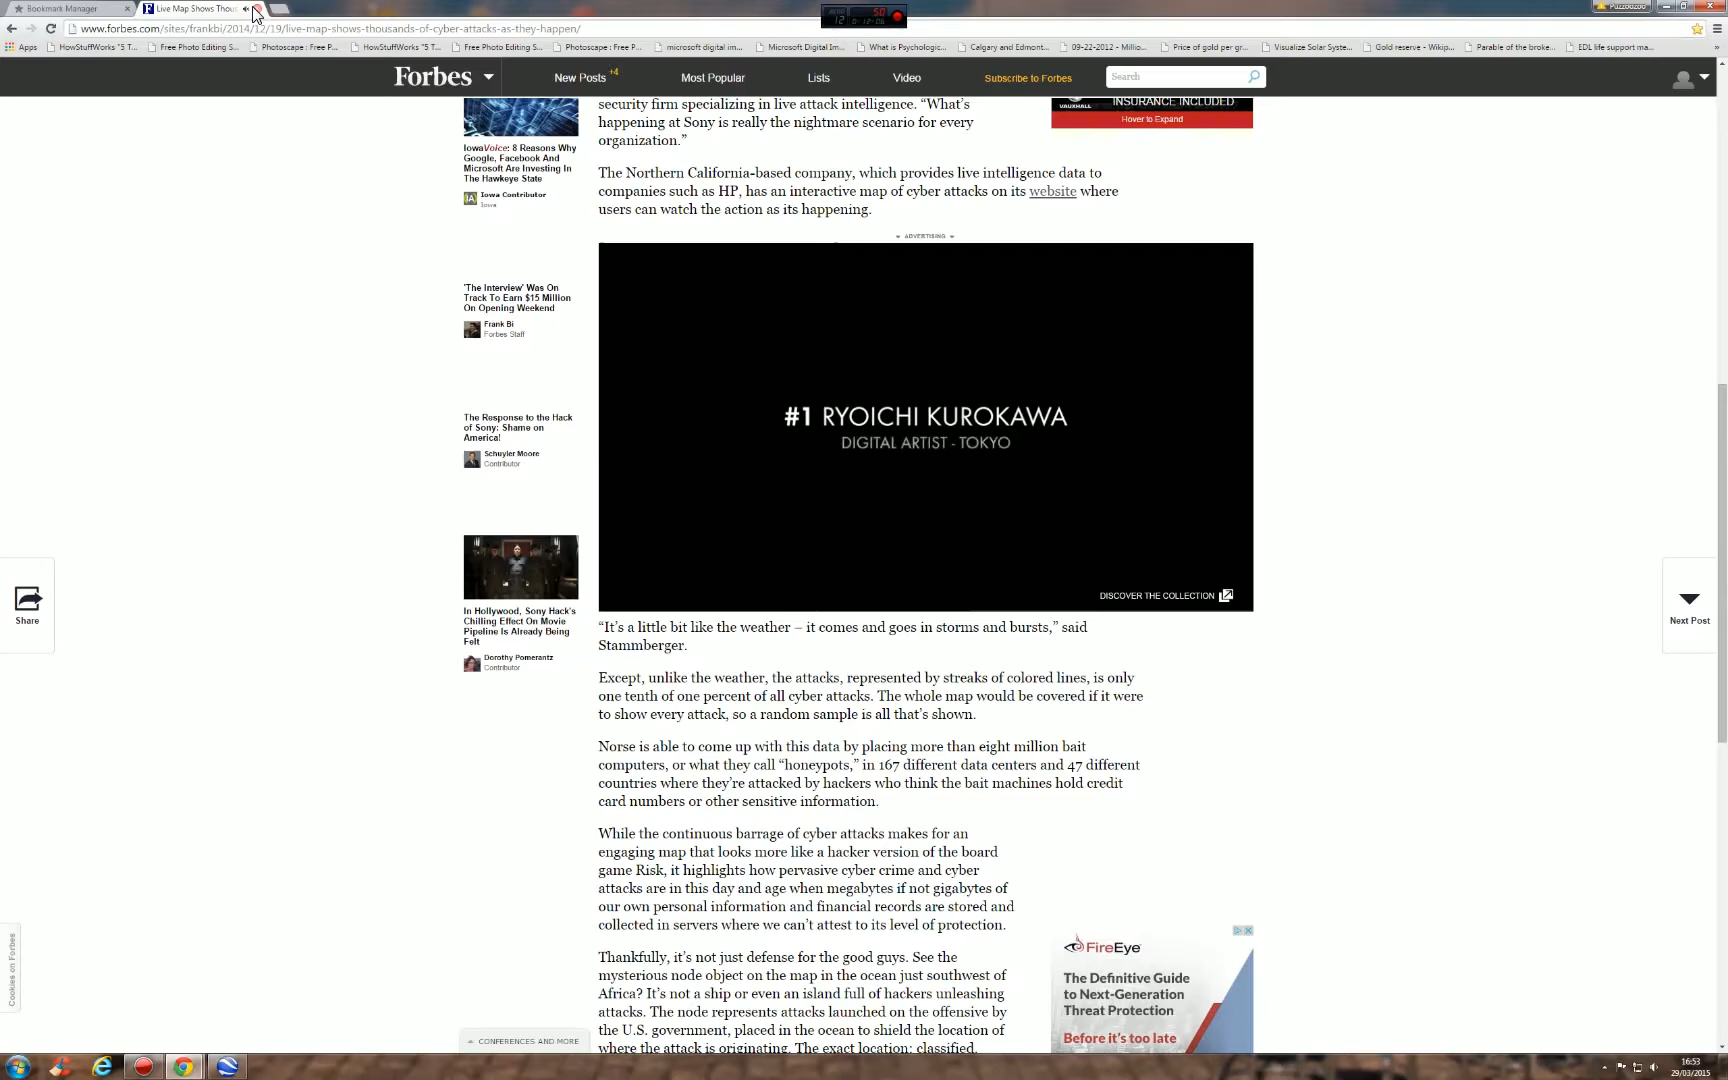 Bookmark Manager
Live Map Shows Thous
Puzzoozoo
www.forbes.com/sites/frankbi/2014/12/19/live-map-shows-thousands-of-cyber-attacks-as-they-happen/
Apps
HowStuffWorks "5 T...
Free Photo Editing S...
Photoscape : Free P...
HowStuffWorks "5 T...
Free Photo Editing S...
Photoscape : Free P...
microsoft digital im...
Microsoft Digital Im...
What is Psychologic...
Calgary and Edmont...
09-22-2012 - Millio...
Price of gold per gr...
Visualize Solar Syste...
Gold reserve - Wikip...
Parable of the broke...
EDL life support ma...
Forbes
New Posts +4
Most Popular
Lists
Video
Subscribe to Forbes
Search
security firm specializing in live attack intelligence. “What’s
happening at Sony is really the nightmare scenario for every
organization.”
VAUXHALL
INSURANCE INCLUDED
Hover to Expand
IowaVoice: 8 Reasons Why
Google, Facebook And
Microsoft Are Investing In
The Hawkeye State
IA
Iowa Contributor
Iowa
The Northern California-based company, which provides live intelligence data to
companies such as HP, has an interactive map of cyber attacks on its website where
users can watch the action as its happening.
ADVERTISING
'The Interview' Was On
Track To Earn $15 Million
On Opening Weekend
Frank Bi
Forbes Staff
The Response to the Hack
of Sony: Shame on
America!
Schuyler Moore
Contributor
In Hollywood, Sony Hack's
Chilling Effect On Movie
Pipeline Is Already Being
Felt
Dorothy Pomerantz
Contributor
#1 RYOICHI KUROKAWA
DIGITAL ARTIST - TOKYO
DISCOVER THE COLLECTION
Share
Next Post
“It’s a little bit like the weather – it comes and goes in storms and bursts,” said
Stammberger.
Except, unlike the weather, the attacks, represented by streaks of colored lines, is only
one tenth of one percent of all cyber attacks. The whole map would be covered if it were
to show every attack, so a random sample is all that’s shown.
Norse is able to come up with this data by placing more than eight million bait
computers, or what they call “honeypots,” in 167 different data centers and 47 different
countries where they’re attacked by hackers who think the bait machines hold credit
card numbers or other sensitive information.
While the continuous barrage of cyber attacks makes for an
engaging map that looks more like a hacker version of the board
game Risk, it highlights how pervasive cyber crime and cyber
attacks are in this day and age when megabytes if not gigabytes of
our own personal information and financial records are stored and
collected in servers where we can’t attest to its level of protection.
Thankfully, it’s not just defense for the good guys. See the
mysterious node object on the map in the ocean just southwest of
Africa? It’s not a ship or even an island full of hackers unleashing
attacks. The node represents attacks launched on the offensive by
the U.S. government, placed in the ocean to shield the location of
where the attack is originating. The exact location: classified.
FireEye
The Definitive Guide
to Next-Generation
Threat Protection
Before it's too late
Cookies on Forbes
CONFERENCES AND MORE
16:53
29/03/2015